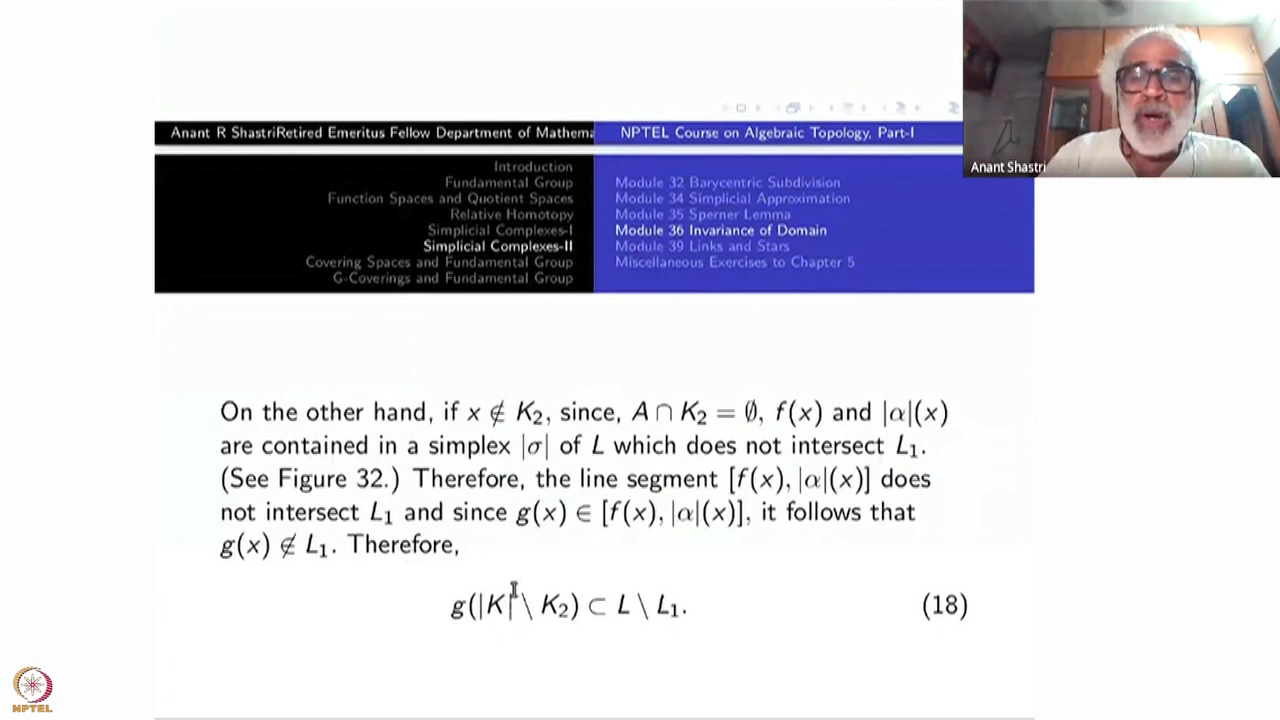 Anant R ShastriRetired Emeritus Fellow Department of Mathema
NPTEL Course on Algebraic Topology, Part-I
Anant Shastri
Introduction
Fundamental Group
Function Spaces and Quotient Spaces
Relative Homotopy
Simplicial Complexes-I
Simplicial Complexes-II
Covering Spaces and Fundamental Group
G-Coverings and Fundamental Group
Module 32 Barycentric Subdivision
Module 34 Simplicial Approximation
Module 35 Sperner Lemma
Module 36 Invariance of Domain
Module 39 Links and Stars
Miscellaneous Exercises to Chapter 5
On the other hand, if x ∉ K₂, since, A ∩ K₂ = ∅, f(x) and |α|(x)
are contained in a simplex |σ| of L which does not intersect L₁.
(See Figure 32.) Therefore, the line segment [f(x), |α|(x)] does
not intersect L₁ and since g(x) ∈ [f(x), |α|(x)], it follows that
g(x) ∉ L₁. Therefore,
g(|K| \ K₂) ⊂ L \ L₁. (18)
NPTEL